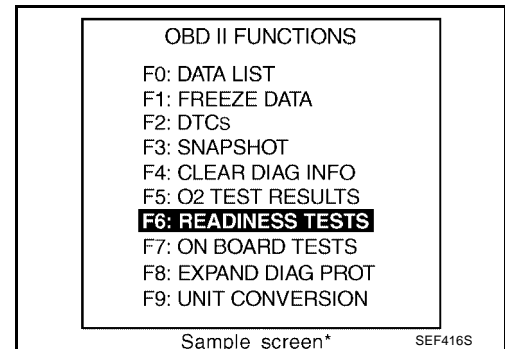 OBD II FUNCTIONS
F0: DATA LIST
F1: FREEZE DATA
F2: DTCs
F3: SNAPSHOT
F4: CLEAR DIAG INFO
F5: O2 TEST RESULTS
F6: READINESS TESTS
F7: ON BOARD TESTS
F8: EXPAND DIAG PROT
F9: UNIT CONVERSION
Sample screen* SEF416S